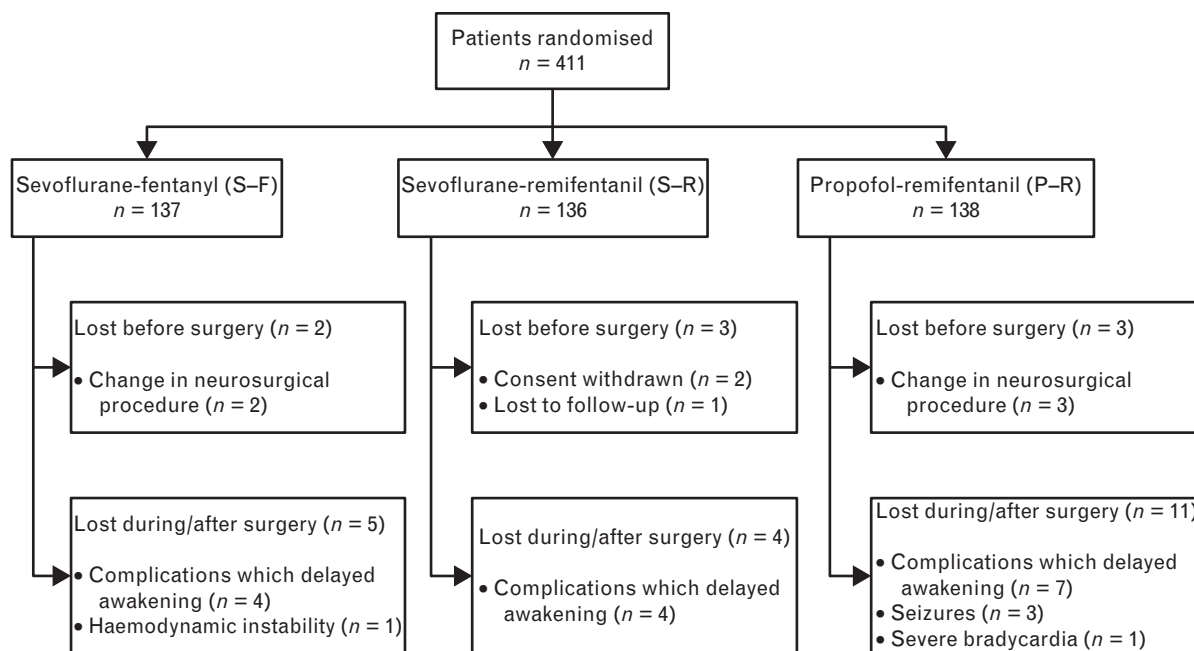 Patients randomised
n = 411
Sevoflurane-fentanyl (S–F)
n = 137
Sevoflurane-remifentanil (S–R)
n = 136
Propofol-remifentanil (P–R)
n = 138
Lost before surgery (n = 2)
• Change in neurosurgical
procedure (n = 2)
Lost before surgery (n = 3)
• Consent withdrawn (n = 2)
• Lost to follow-up (n = 1)
Lost before surgery (n = 3)
• Change in neurosurgical
procedure (n = 3)
Lost during/after surgery (n = 5)
• Complications which delayed
awakening (n = 4)
• Haemodynamic instability (n = 1)
Lost during/after surgery (n = 4)
• Complications which delayed
awakening (n = 4)
Lost during/after surgery (n = 11)
• Complications which delayed
awakening (n = 7)
• Seizures (n = 3)
• Severe bradycardia (n = 1)